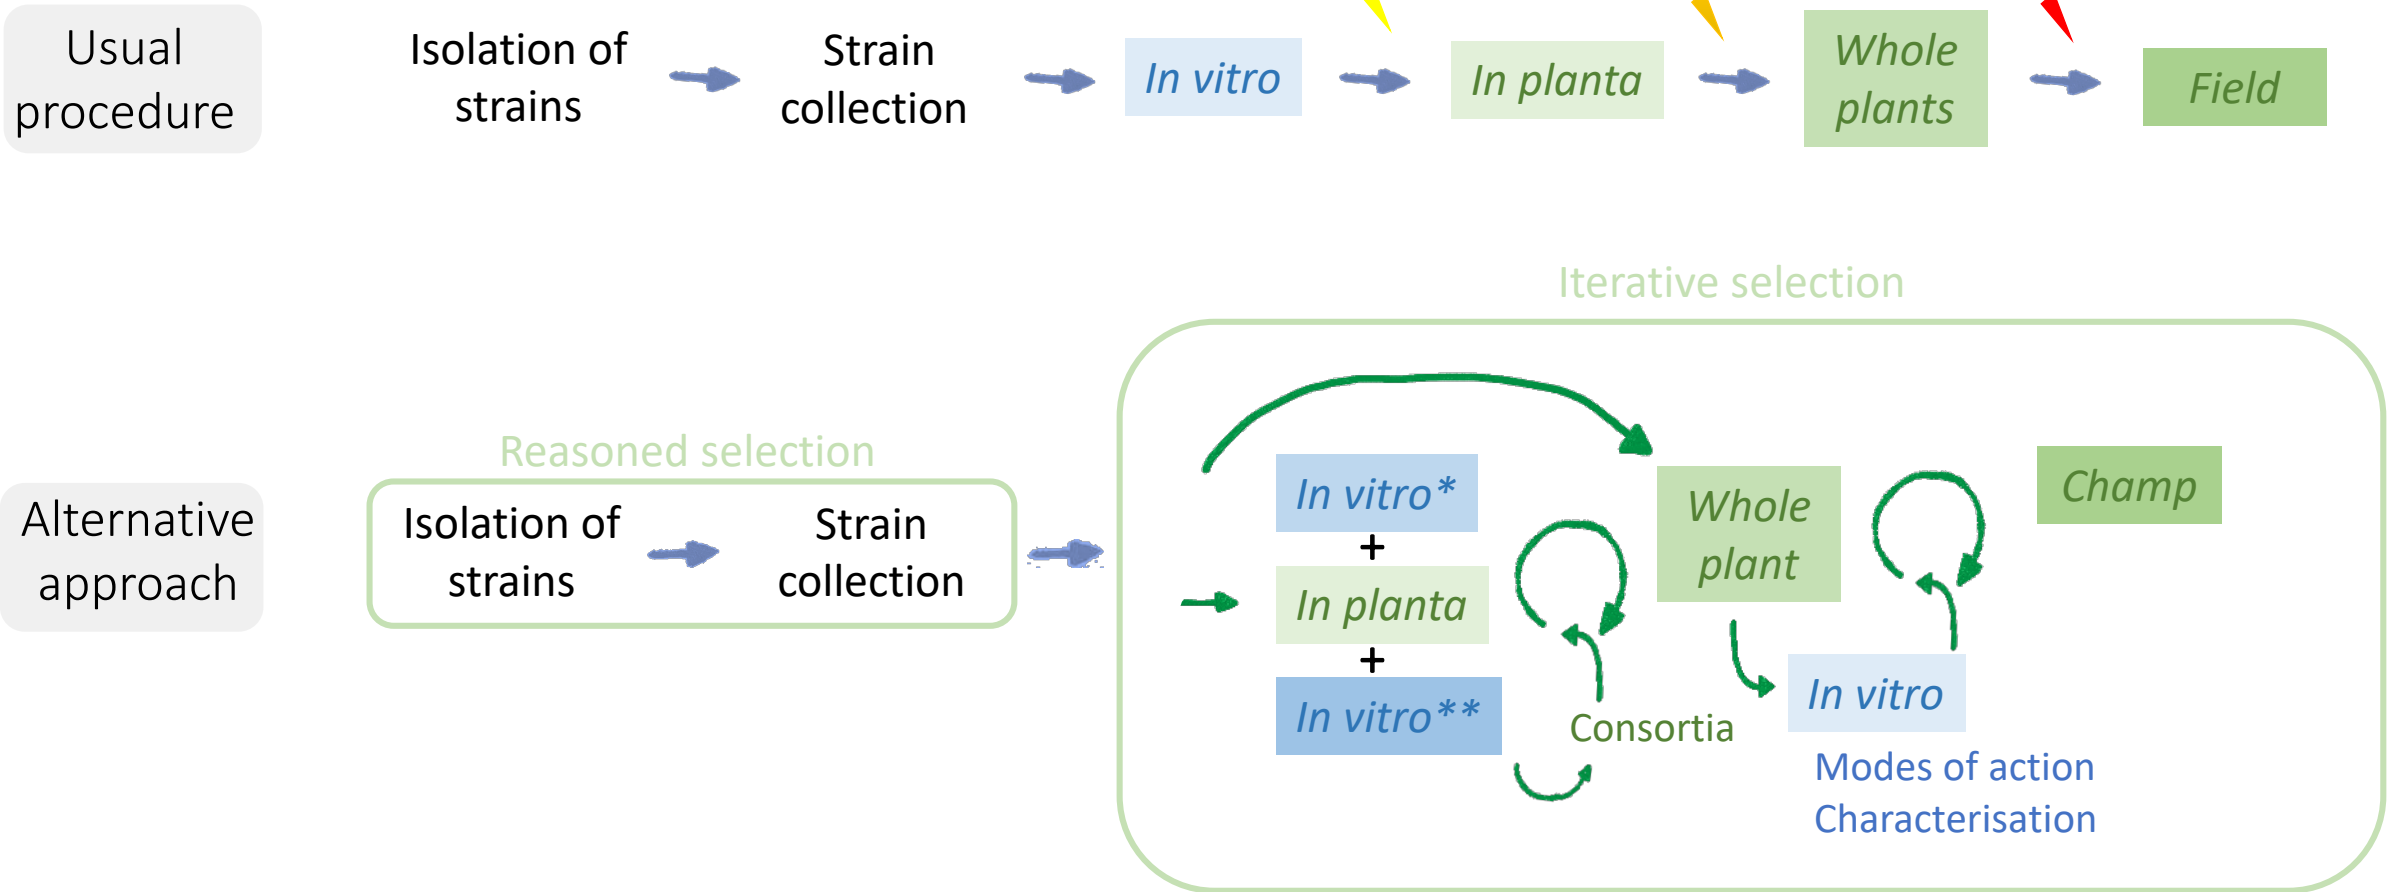 Usual
procedure
Isolation of
strains
Strain
collection
In vitro
In planta
Whole
plants
Field
Iterative selection
Reasoned selection
Alternative
approach
Isolation of
strains
Strain
collection
In vitro*
+
In planta
+
In vitro**
Consortia
Whole
plant
In vitro
Modes of action
Characterisation
Champ